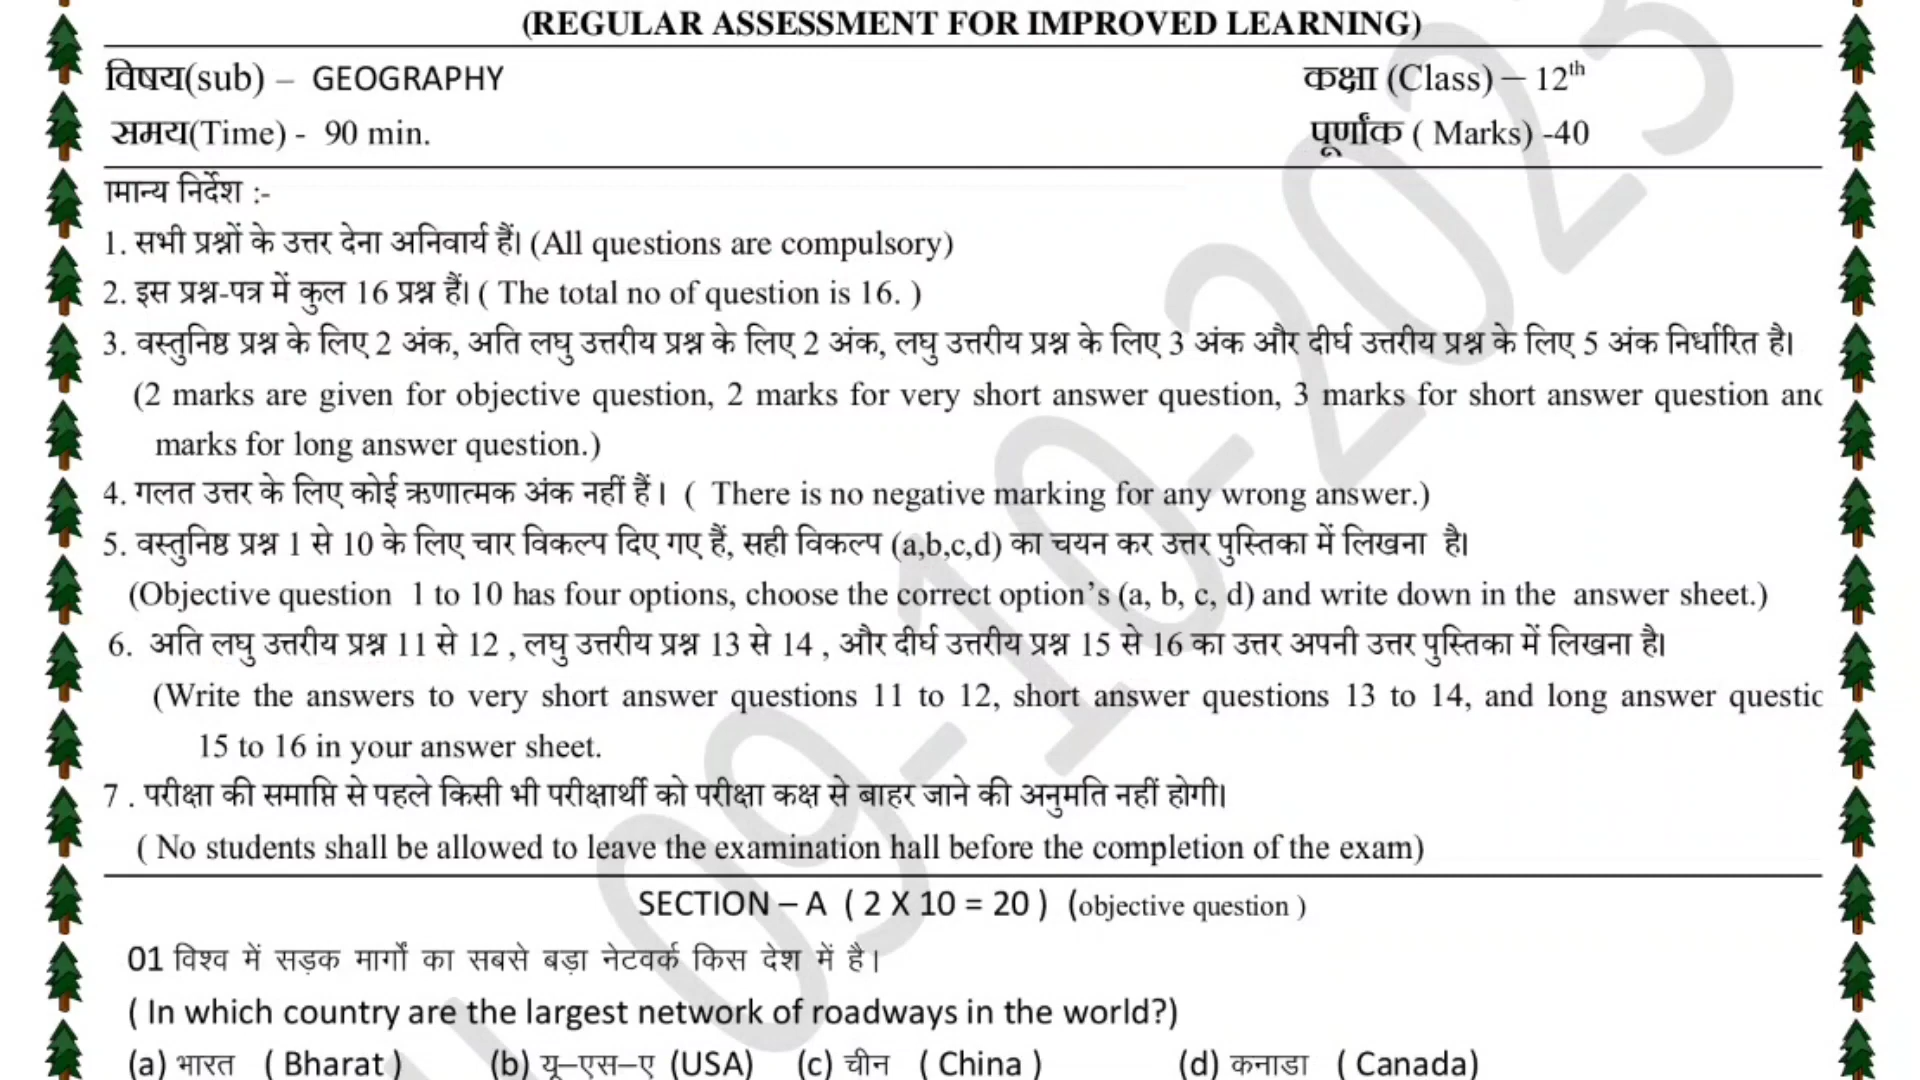 (REGULAR ASSESSMENT FOR IMPROVED LEARNING)
विषय(sub) – GEOGRAPHY कक्षा (Class) – 12th
समय(Time) - 90 min. पूर्णांक ( Marks) -40
ामान्य निर्देश :-
1. सभी प्रश्नों के उत्तर देना अनिवार्य हैं। (All questions are compulsory)
2. इस प्रश्न-पत्र में कुल 16 प्रश्न हैं। ( The total no of question is 16. )
3. वस्तुनिष्ठ प्रश्न के लिए 2 अंक, अति लघु उत्तरीय प्रश्न के लिए 2 अंक, लघु उत्तरीय प्रश्न के लिए 3 अंक और दीर्घ उत्तरीय प्रश्न के लिए 5 अंक निर्धारित है।
(2 marks are given for objective question, 2 marks for very short answer question, 3 marks for short answer question and
marks for long answer question.)
4. गलत उत्तर के लिए कोई ऋणात्मक अंक नहीं हैं। ( There is no negative marking for any wrong answer.)
5. वस्तुनिष्ठ प्रश्न 1 से 10 के लिए चार विकल्प दिए गए हैं, सही विकल्प (a,b,c,d) का चयन कर उत्तर पुस्तिका में लिखना है।
(Objective question 1 to 10 has four options, choose the correct option’s (a, b, c, d) and write down in the answer sheet.)
6. अति लघु उत्तरीय प्रश्न 11 से 12 , लघु उत्तरीय प्रश्न 13 से 14 , और दीर्घ उत्तरीय प्रश्न 15 से 16 का उत्तर अपनी उत्तर पुस्तिका में लिखना है।
(Write the answers to very short answer questions 11 to 12, short answer questions 13 to 14, and long answer questio
15 to 16 in your answer sheet.
7 . परीक्षा की समाप्ति से पहले किसी भी परीक्षार्थी को परीक्षा कक्ष से बाहर जाने की अनुमति नहीं होगी।
( No students shall be allowed to leave the examination hall before the completion of the exam)
SECTION – A ( 2 X 10 = 20 ) (objective question )
01 विश्व में सड़क मार्गों का सबसे बड़ा नेटवर्क किस देश में है।
( In which country are the largest network of roadways in the world?)
(a) भारत ( Bharat ) (b) यू–एस–ए (USA) (c) चीन ( China ) (d) कनाडा ( Canada)
09-10-2023